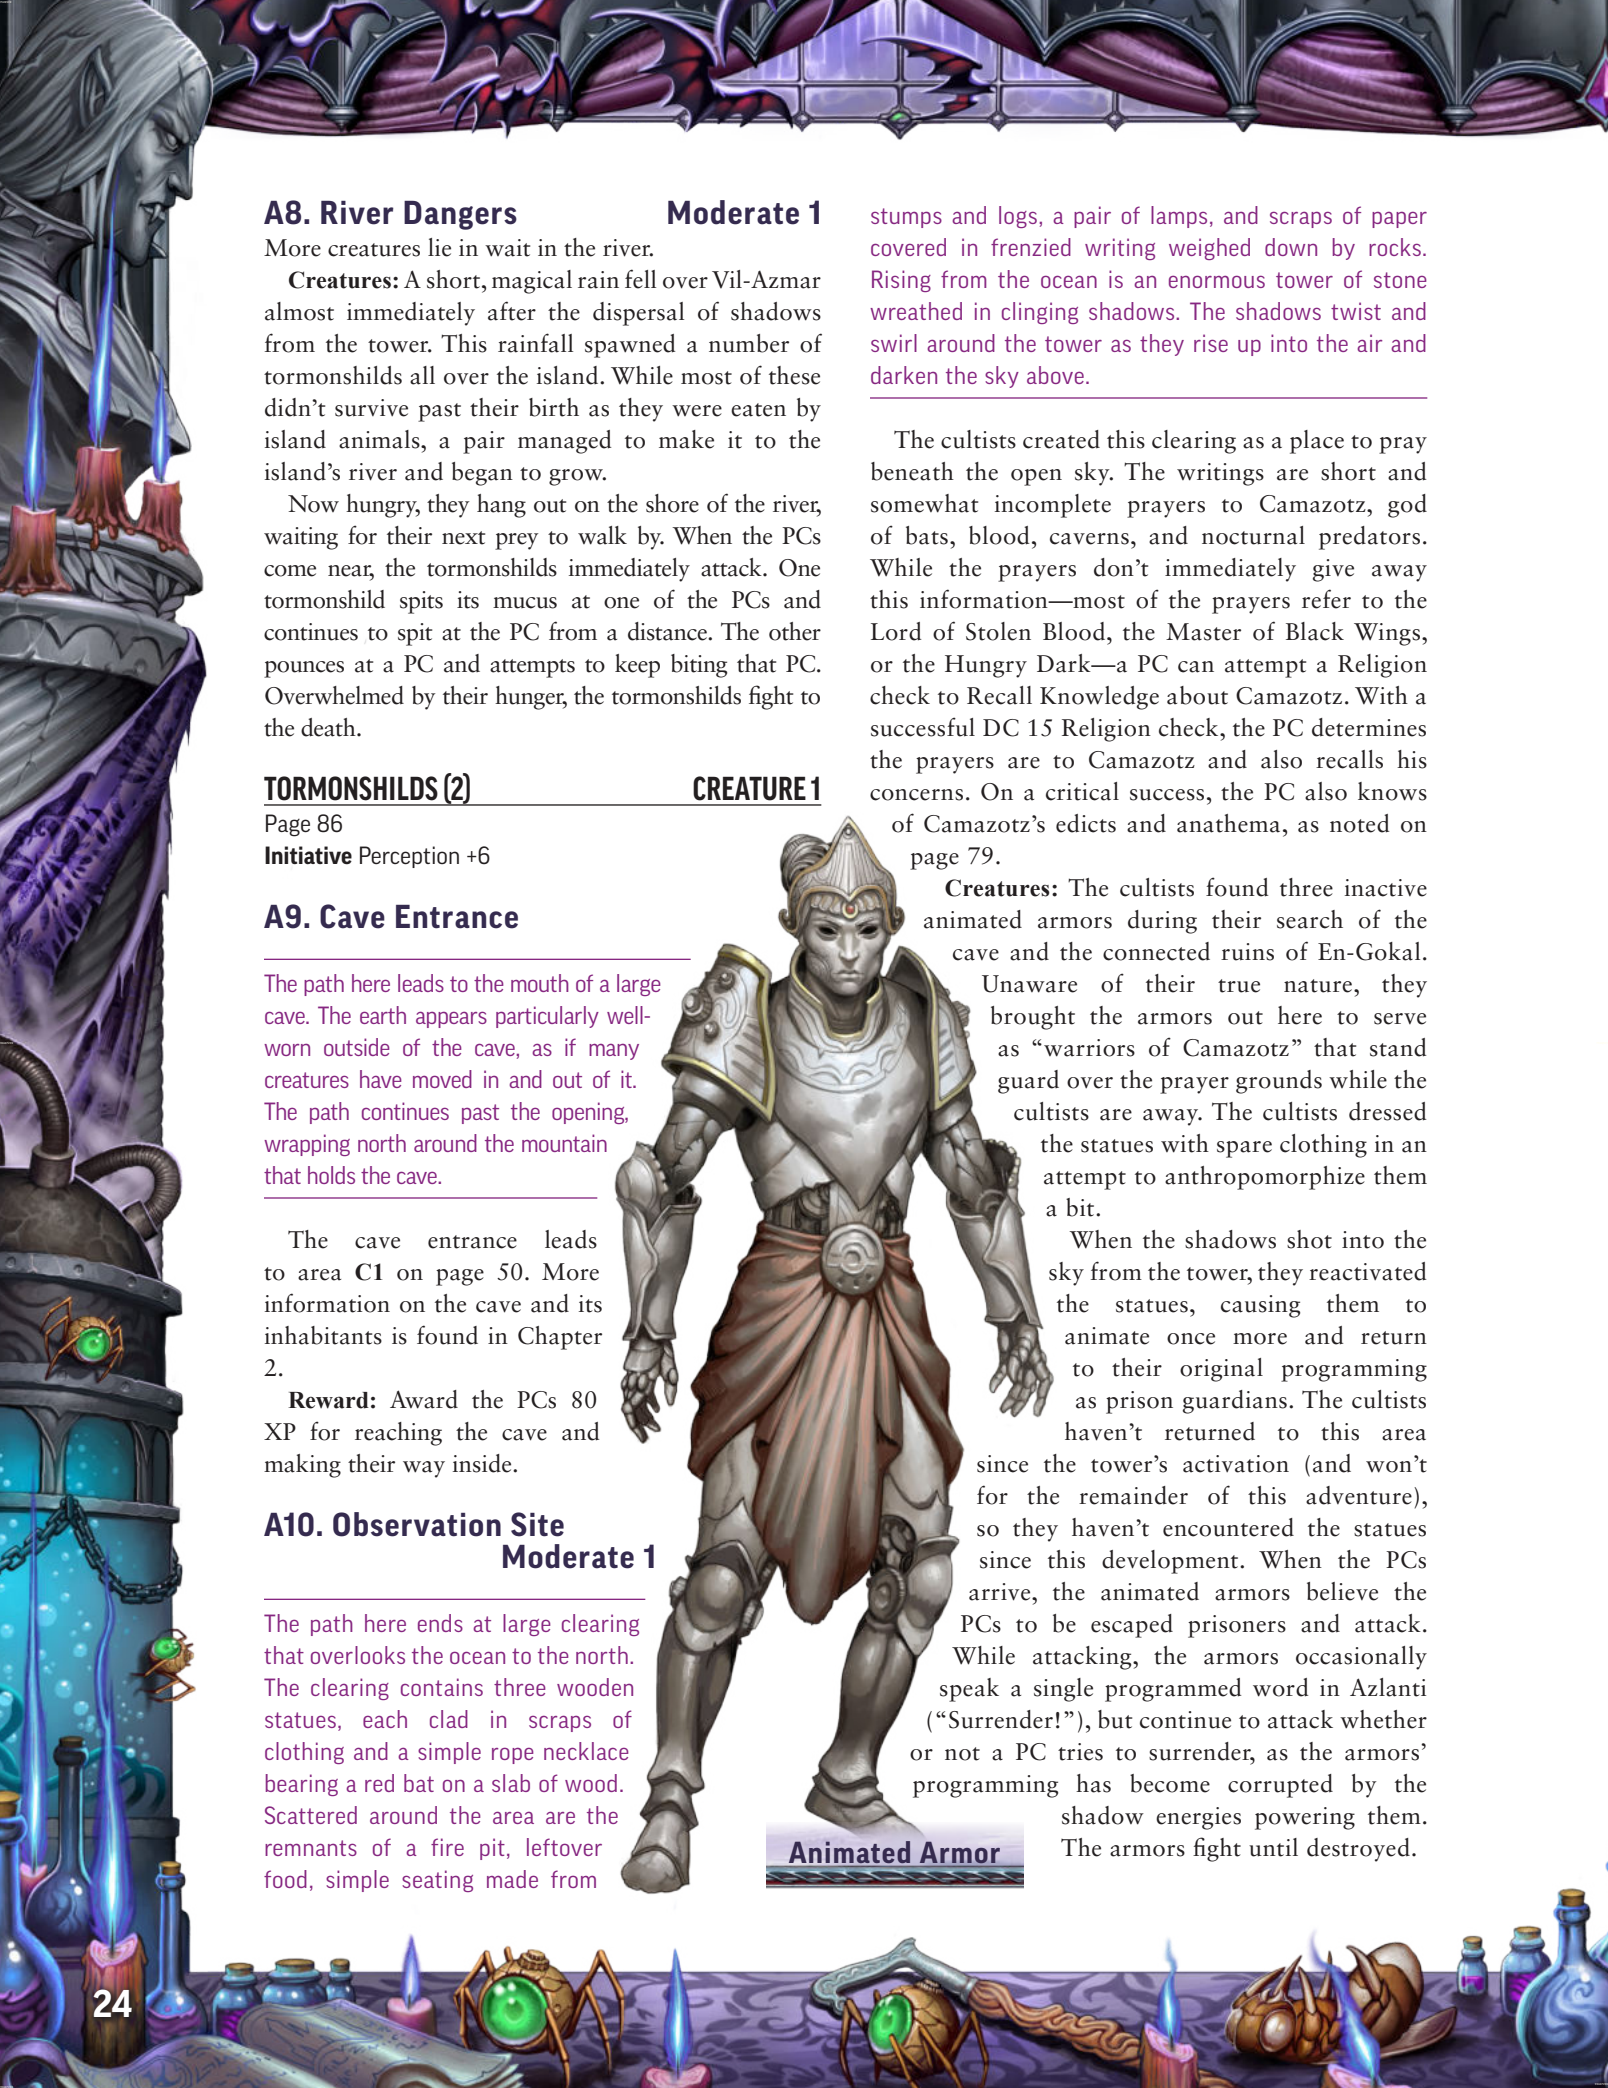 A8. River Dangers Moderate 1
More creatures lie in wait in the river.
Creatures: A short, magical rain fell over Vil-Azmar
almost immediately after the dispersal of shadows
from the tower. This rainfall spawned a number of
tormonshilds all over the island. While most of these
didn’t survive past their birth as they were eaten by
island animals, a pair managed to make it to the
island’s river and began to grow.
Now hungry, they hang out on the shore of the river,
waiting for their next prey to walk by. When the PCs
come near, the tormonshilds immediately attack. One
tormonshild spits its mucus at one of the PCs and
continues to spit at the PC from a distance. The other
pounces at a PC and attempts to keep biting that PC.
Overwhelmed by their hunger, the tormonshilds fight to
the death.
TORMONSHILDS (2) CREATURE 1
Page 86
Initiative Perception +6
A9. Cave Entrance
The path here leads to the mouth of a large
cave. The earth appears particularly well-
worn outside of the cave, as if many
creatures have moved in and out of it.
The path continues past the opening,
wrapping north around the mountain
that holds the cave.
The cave entrance leads
to area C1 on page 50. More
information on the cave and its
inhabitants is found in Chapter
2.
Reward: Award the PCs 80
XP for reaching the cave and
making their way inside.
A10. Observation Site
Moderate 1
The path here ends at large clearing
that overlooks the ocean to the north.
The clearing contains three wooden
statues, each clad in scraps of
clothing and a simple rope necklace
bearing a red bat on a slab of wood.
Scattered around the area are the
remnants of a fire pit, leftover
food, simple seating made from
stumps and logs, a pair of lamps, and scraps of paper
covered in frenzied writing weighed down by rocks.
Rising from the ocean is an enormous tower of stone
wreathed in clinging shadows. The shadows twist and
swirl around the tower as they rise up into the air and
darken the sky above.
The cultists created this clearing as a place to pray
beneath the open sky. The writings are short and
somewhat incomplete prayers to Camazotz, god
of bats, blood, caverns, and nocturnal predators.
While the prayers don’t immediately give away
this information—most of the prayers refer to the
Lord of Stolen Blood, the Master of Black Wings,
or the Hungry Dark—a PC can attempt a Religion
check to Recall Knowledge about Camazotz. With a
successful DC 15 Religion check, the PC determines
the prayers are to Camazotz and also recalls his
concerns. On a critical success, the PC also knows
of Camazotz’s edicts and anathema, as noted on
page 79.
Creatures: The cultists found three inactive
animated armors during their search of the
cave and the connected ruins of En-Gokal.
Unaware of their true nature, they
brought the armors out here to serve
as “warriors of Camazotz” that stand
guard over the prayer grounds while the
cultists are away. The cultists dressed
the statues with spare clothing in an
attempt to anthropomorphize them
a bit.
When the shadows shot into the
sky from the tower, they reactivated
the statues, causing them to
animate once more and return
to their original programming
as prison guardians. The cultists
haven’t returned to this area
since the tower’s activation (and won’t
for the remainder of this adventure),
so they haven’t encountered the statues
since this development. When the PCs
arrive, the animated armors believe the
PCs to be escaped prisoners and attack.
While attacking, the armors occasionally
speak a single programmed word in Azlanti
(“Surrender!”), but continue to attack whether
or not a PC tries to surrender, as the armors’
programming has become corrupted by the
shadow energies powering them.
The armors fight until destroyed.
Animated Armor
24